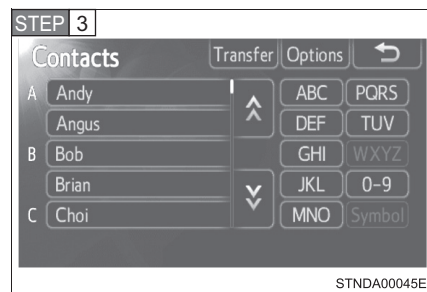 STEP 3
Contacts Transfer Options
A Andy ABC PQRS
Angus DEF TUV
B Bob GHI WXYZ
Brian JKL 0-9
C Choi MNO Symbol
STNDA00045E